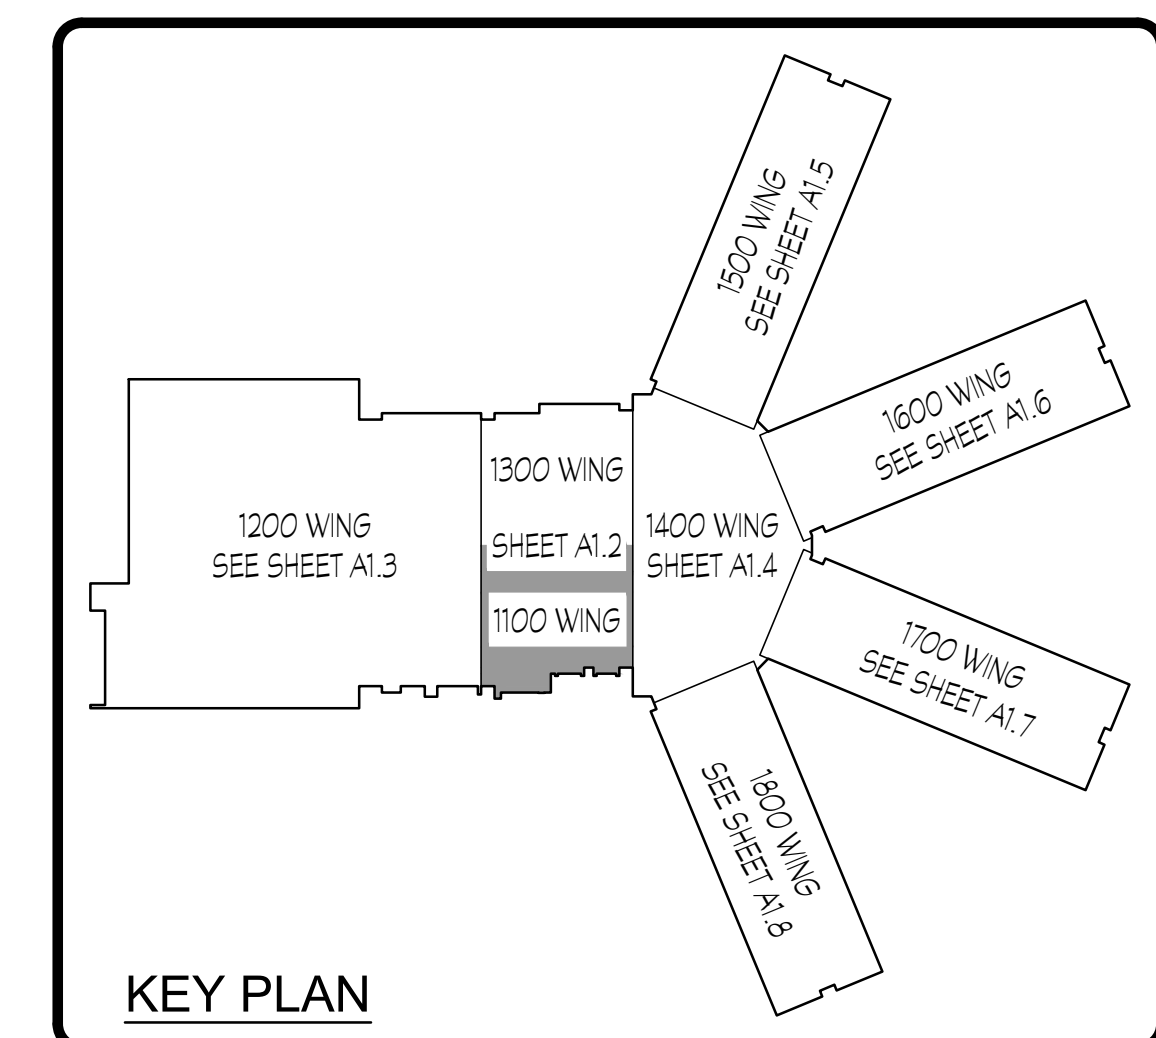 1500 WING
SEE SHEET A1.5
1600 WING
SEE SHEET A1.6
1300 WING
SHEET A1.2
1200 WING
SEE SHEET A1.3
1400 WING
SHEET A1.4
1100 WING
1700 WING
SEE SHEET A1.7
1800 WING
SEE SHEET A1.8
KEY PLAN